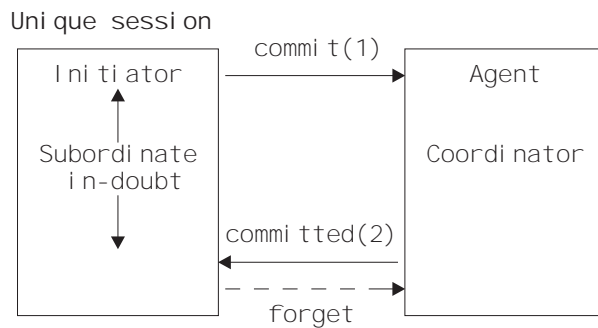 Unique session
commit(1)
Initiator
Agent
Subordinate
in-doubt
Coordinator
committed(2)
forget